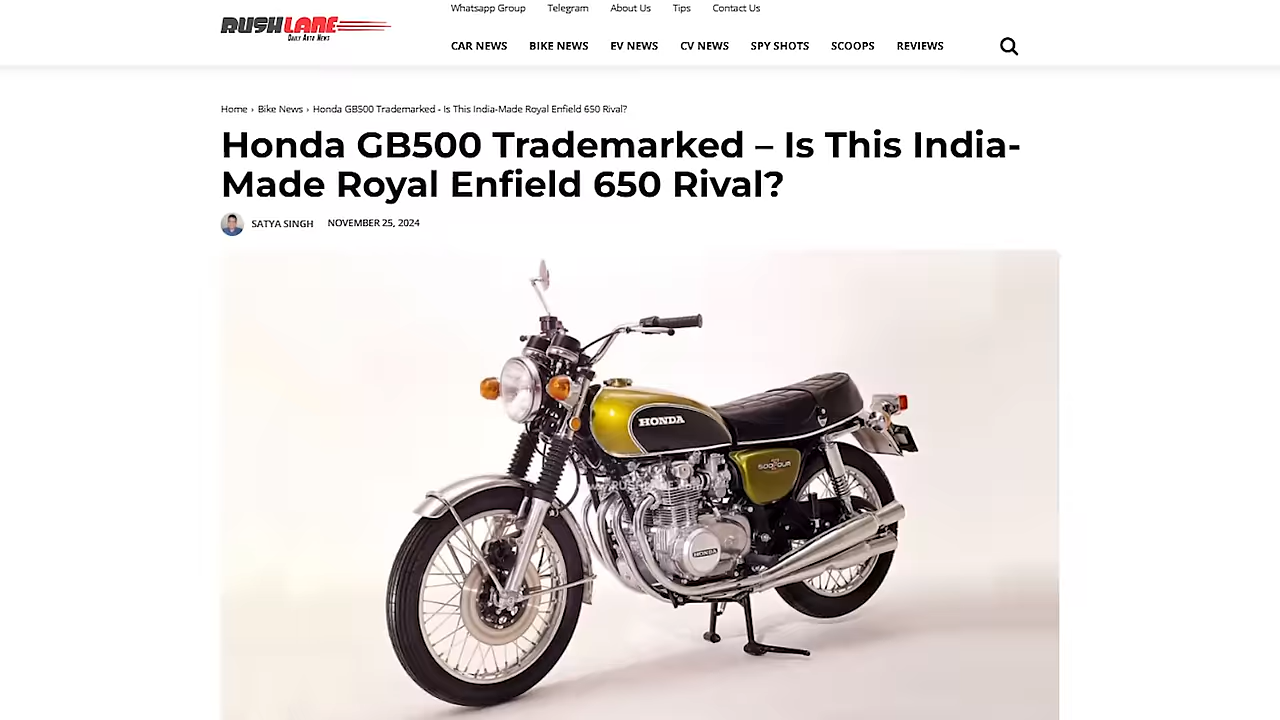 Whatsapp Group Telegram About Us Tips Contact Us
RUSHLANE
DAILY AUTO NEWS
CAR NEWS BIKE NEWS EV NEWS CV NEWS SPY SHOTS SCOOPS REVIEWS
Home › Bike News › Honda GB500 Trademarked - Is This India-Made Royal Enfield 650 Rival?
Honda GB500 Trademarked – Is This India-
Made Royal Enfield 650 Rival?
SATYA SINGH NOVEMBER 25, 2024
HONDA
500 FOUR
HONDA